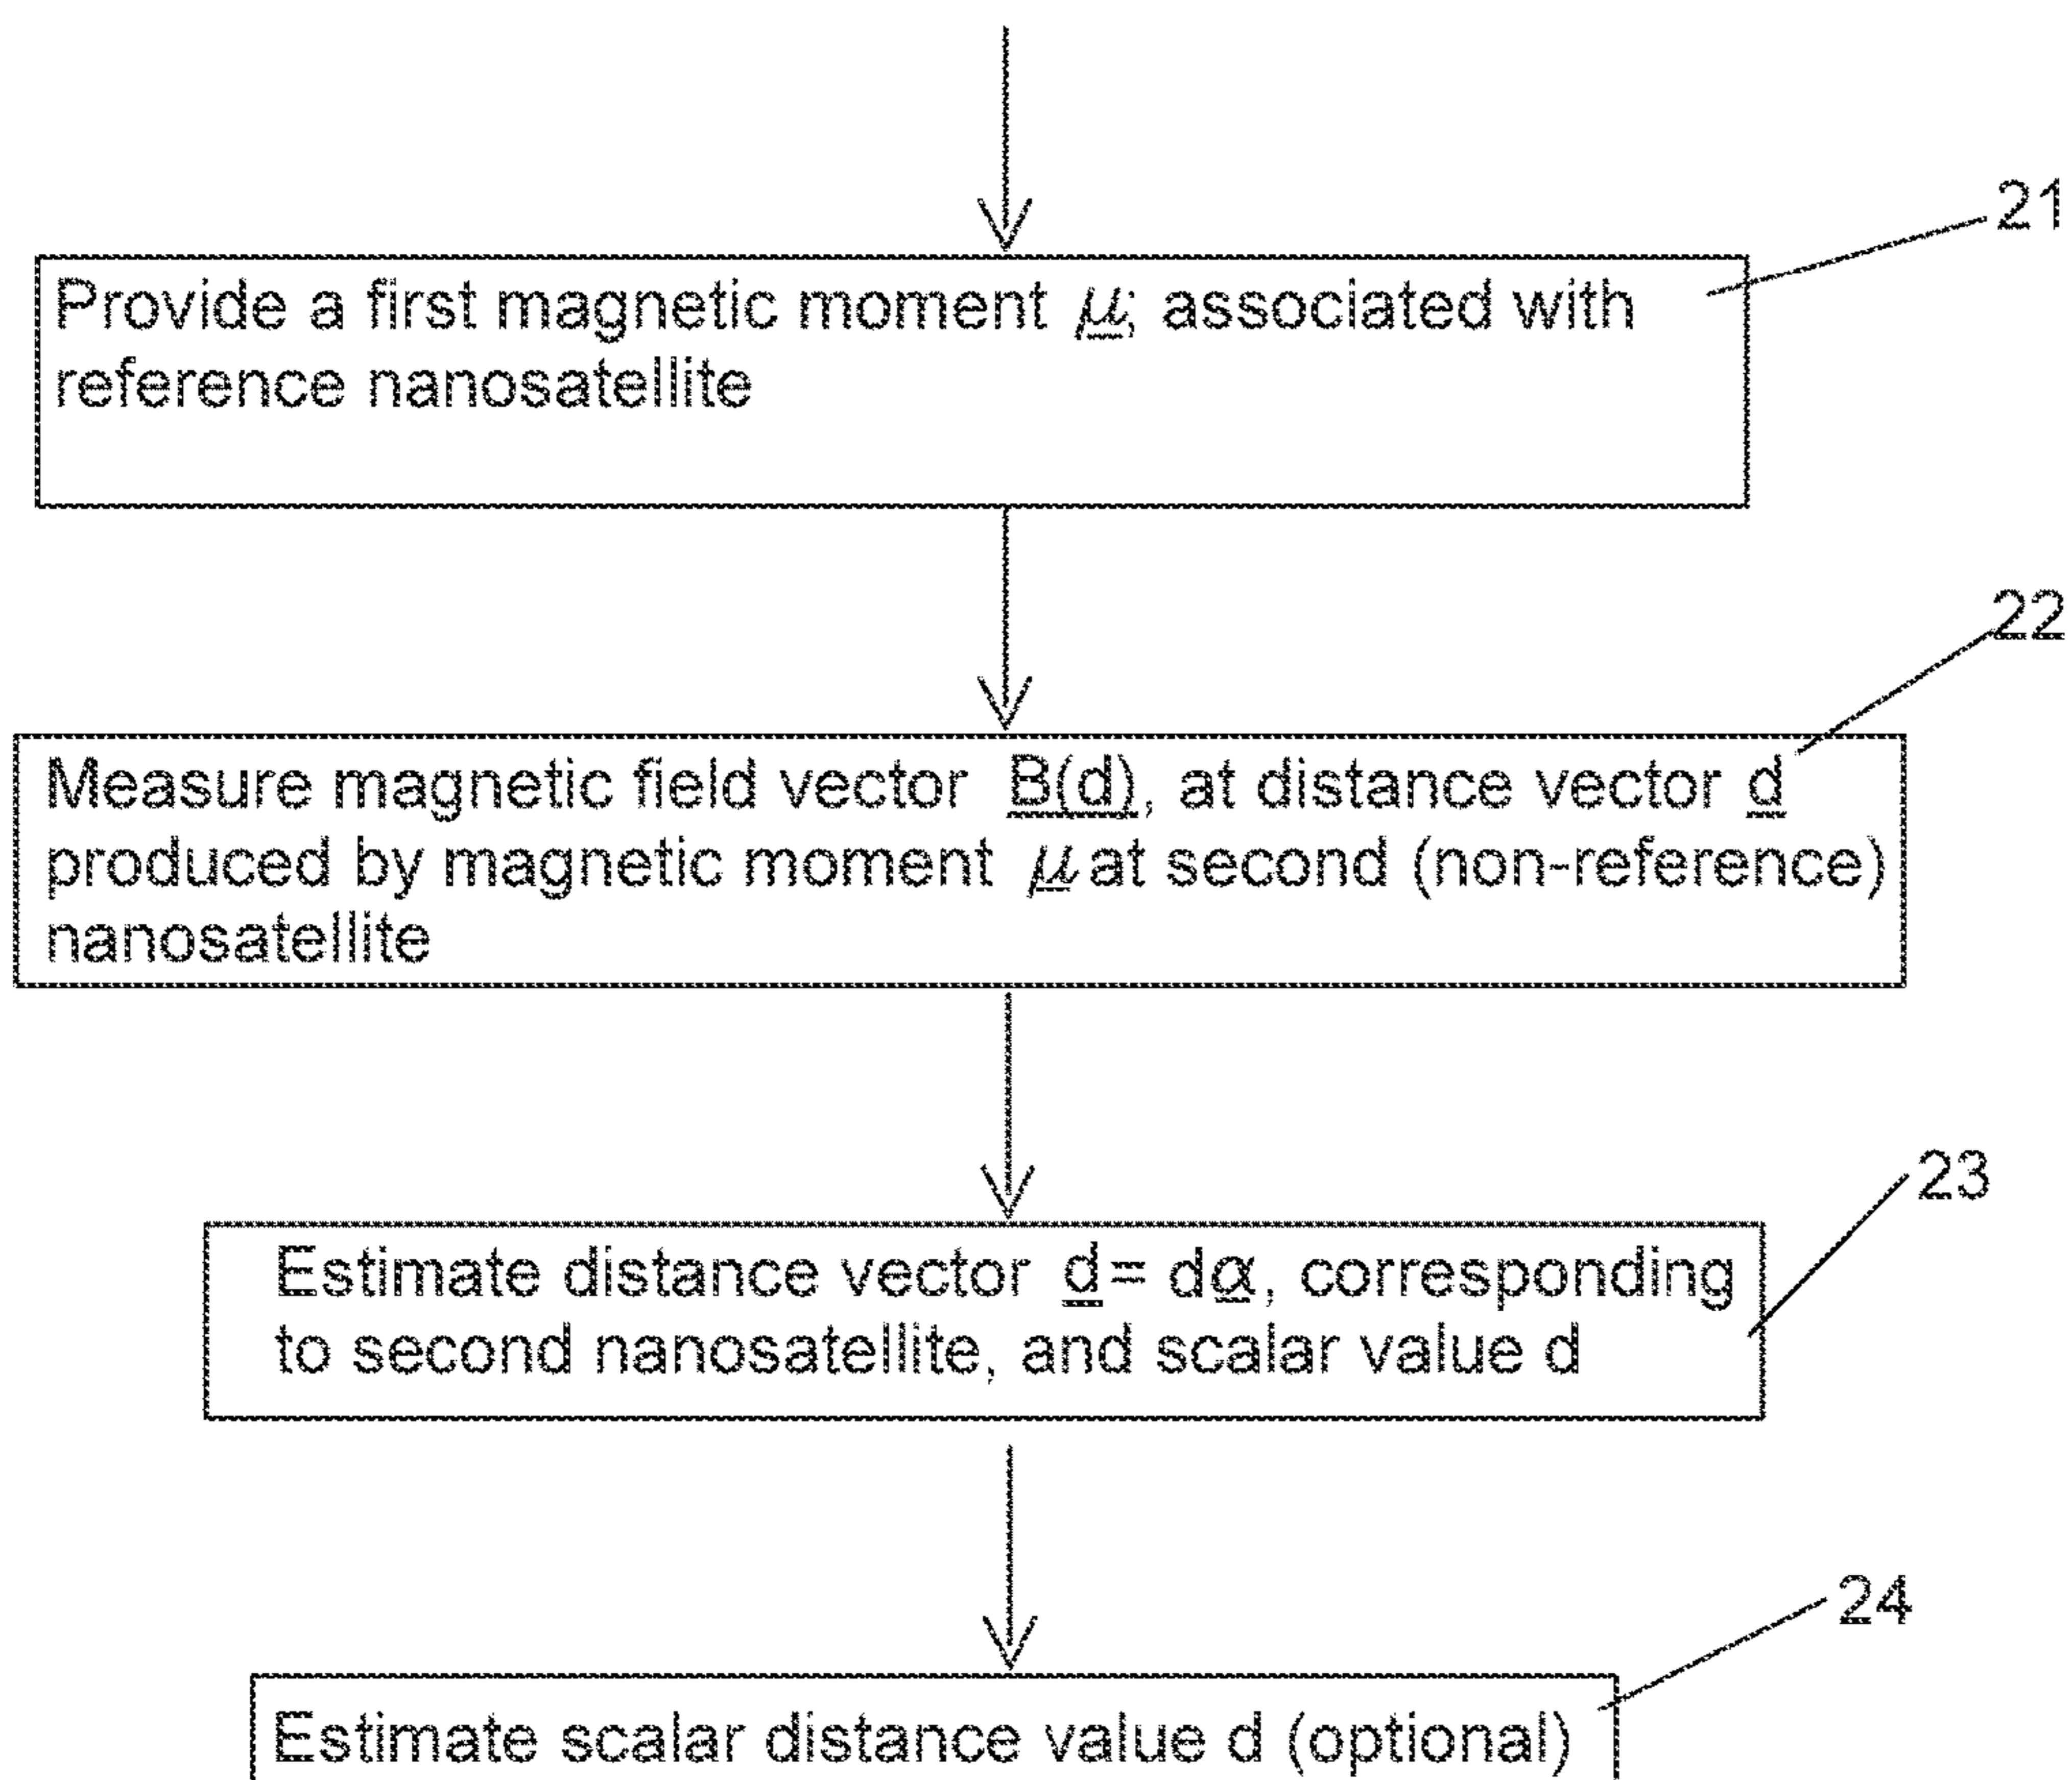 21
Provide a first magnetic moment μ; associated with
reference nanosatellite
22
Measure magnetic field vector B(d), at distance vector d
produced by magnetic moment μ at second (non-reference)
nanosatellite
23
Estimate distance vector d = dα, corresponding
to second nanosatellite, and scalar value d
24
Estimate scalar distance value d (optional)